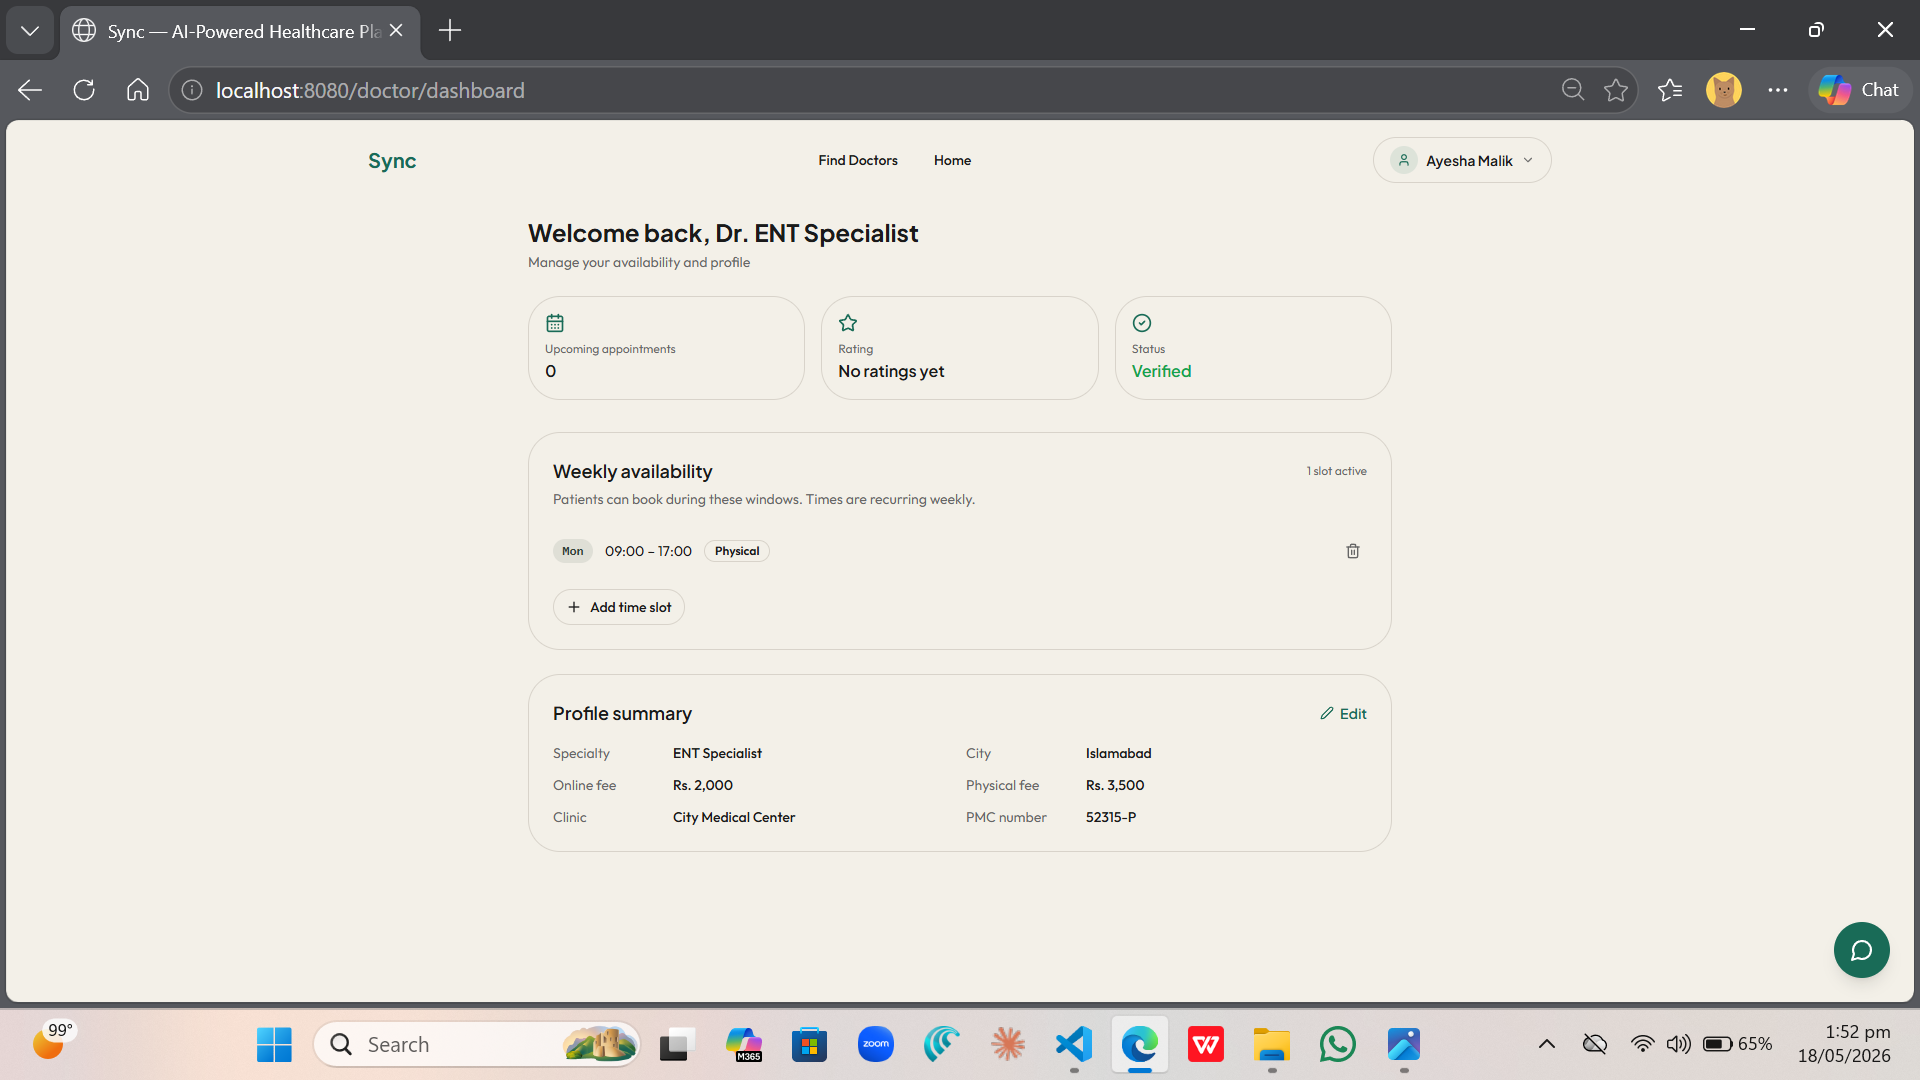 Sync — AI-Powered Healthcare Pla
localhost:8080/doctor/dashboard
Chat
Sync
Find Doctors
Home
Ayesha Malik
Welcome back, Dr. ENT Specialist
Manage your availability and profile
Upcoming appointments
0
Rating
No ratings yet
Status
Verified
Weekly availability
1 slot active
Patients can book during these windows. Times are recurring weekly.
Mon 09:00 – 17:00 Physical
Add time slot
Profile summary
Edit
Specialty ENT Specialist City Islamabad
Online fee Rs. 2,000 Physical fee Rs. 3,500
Clinic City Medical Center PMC number 52315-P
99°
Search
M365
zoom
W
65%
1:52 pm
18/05/2026